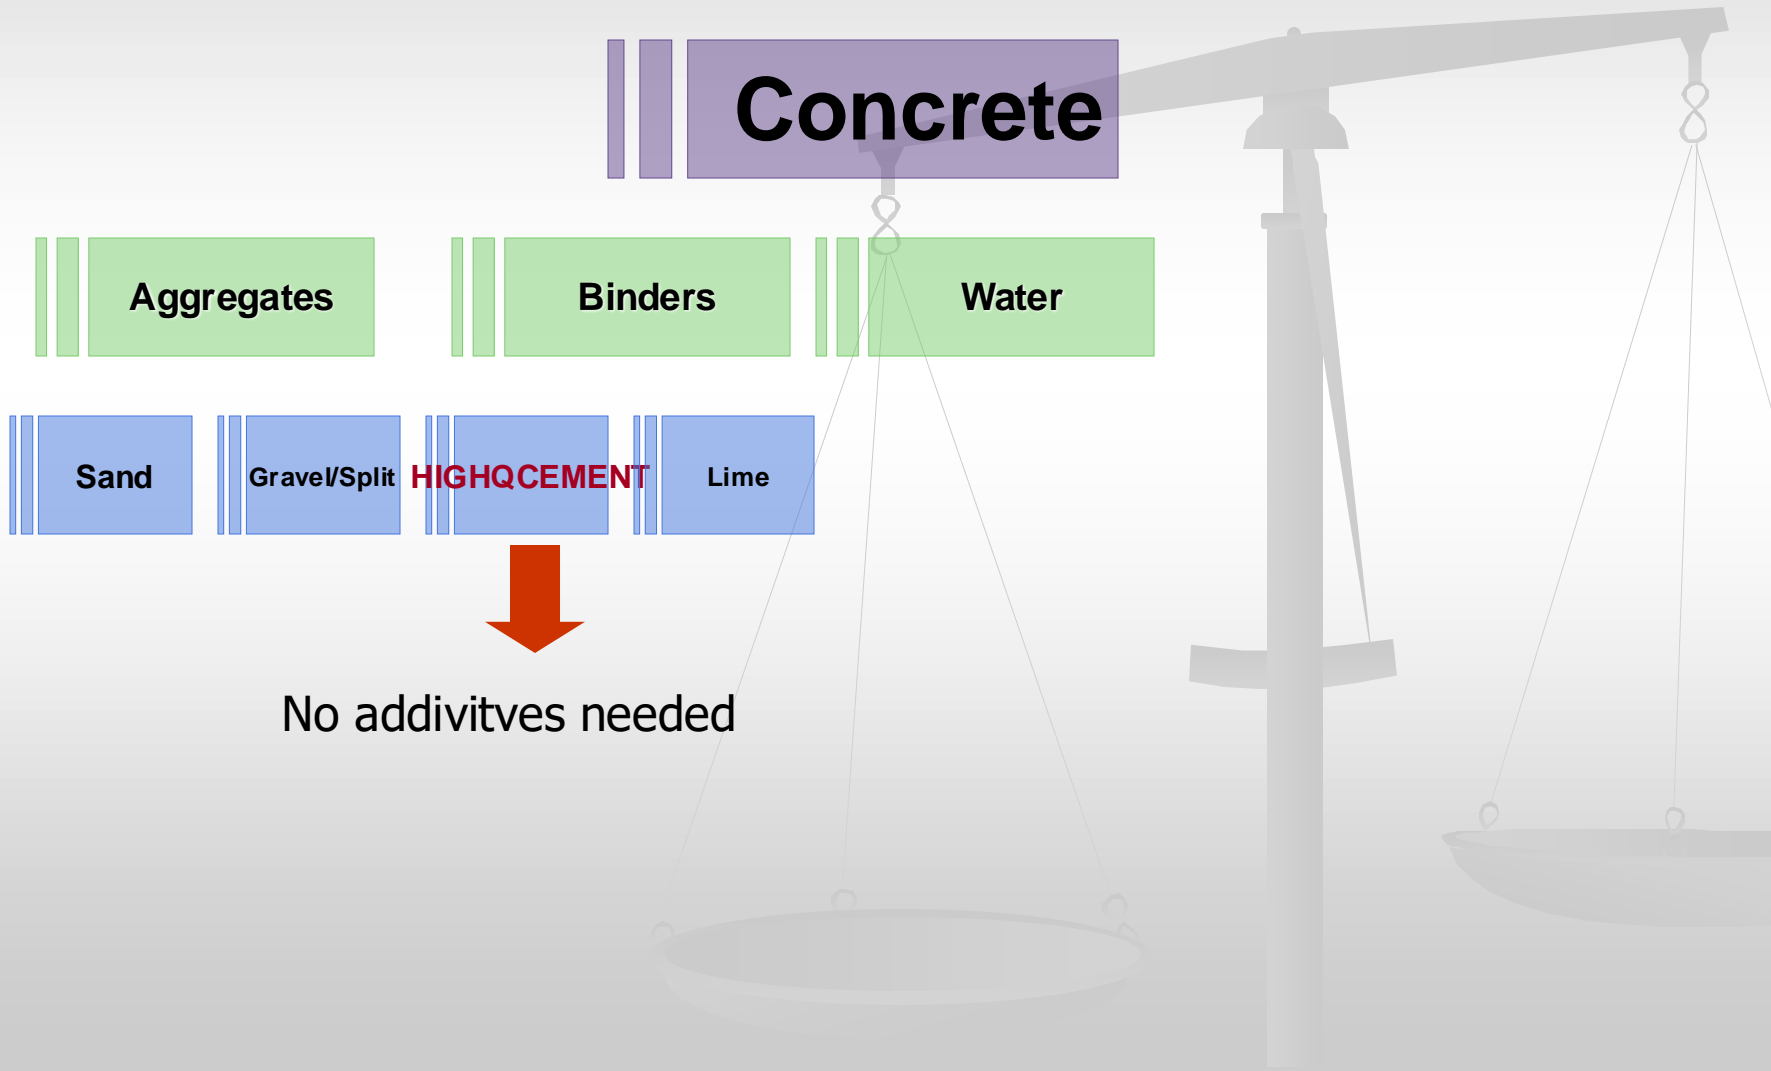 Concrete
Aggregates
Binders
Water
Sand
Gravel/Split
HIGHQCEMENT
Lime
No addivitves needed